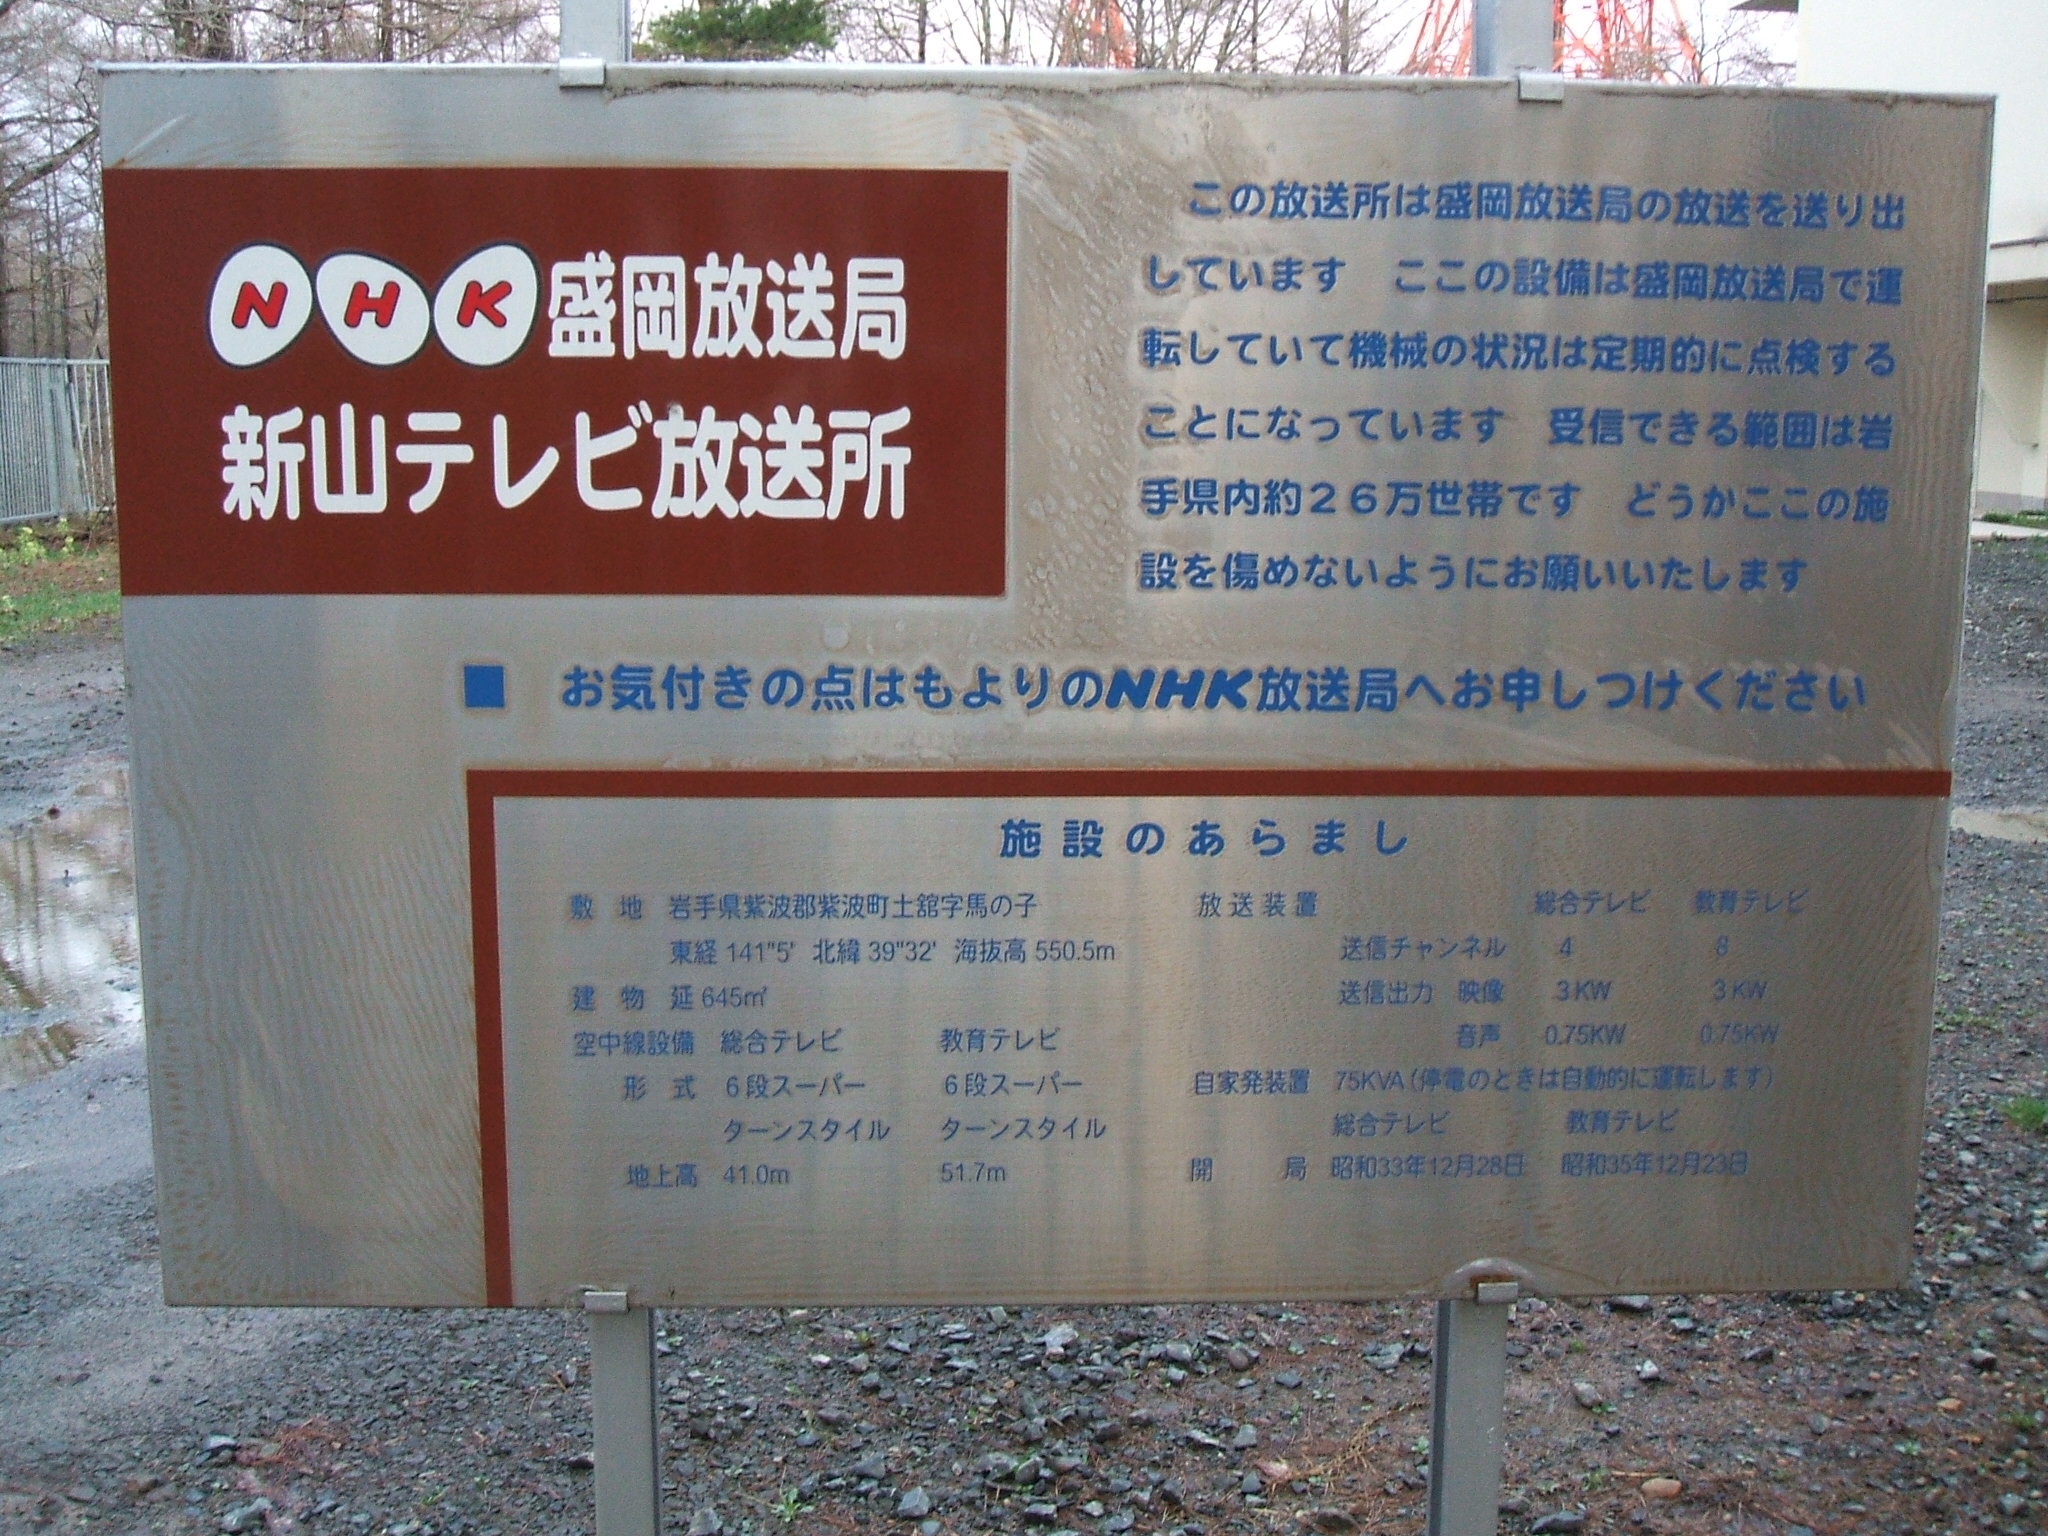 NHK盛岡放送局
新山テレビ放送所
この放送所は盛岡放送局の放送を送り出
しています　ここの設備は盛岡放送局で運
転していて機械の状況は定期的に点検する
ことになっています　受信できる範囲は岩
手県内約２６万世帯です　どうかここの施
設を傷めないようにお願いいたします
■　お気付きの点はもよりのNHK放送局へお申しつけください
施設のあらまし
敷　地　岩手県紫波郡紫波町土舘字馬の子
東経 141"5'　北緯 39"32'　海抜高 550.5m
建　物　延 645㎡
空中線設備　総合テレビ　教育テレビ
形　式　６段スーパー　６段スーパー
ターンスタイル　ターンスタイル
地上高　41.0m　51.7m
放送装置　総合テレビ　教育テレビ
送信チャンネル　4　8
送信出力　映像　3KW　3KW
音声　0.75KW　0.75KW
自家発装置　75KVA（停電のときは自動的に運転します）
総合テレビ　教育テレビ
開　局　昭和33年12月28日　昭和35年12月23日